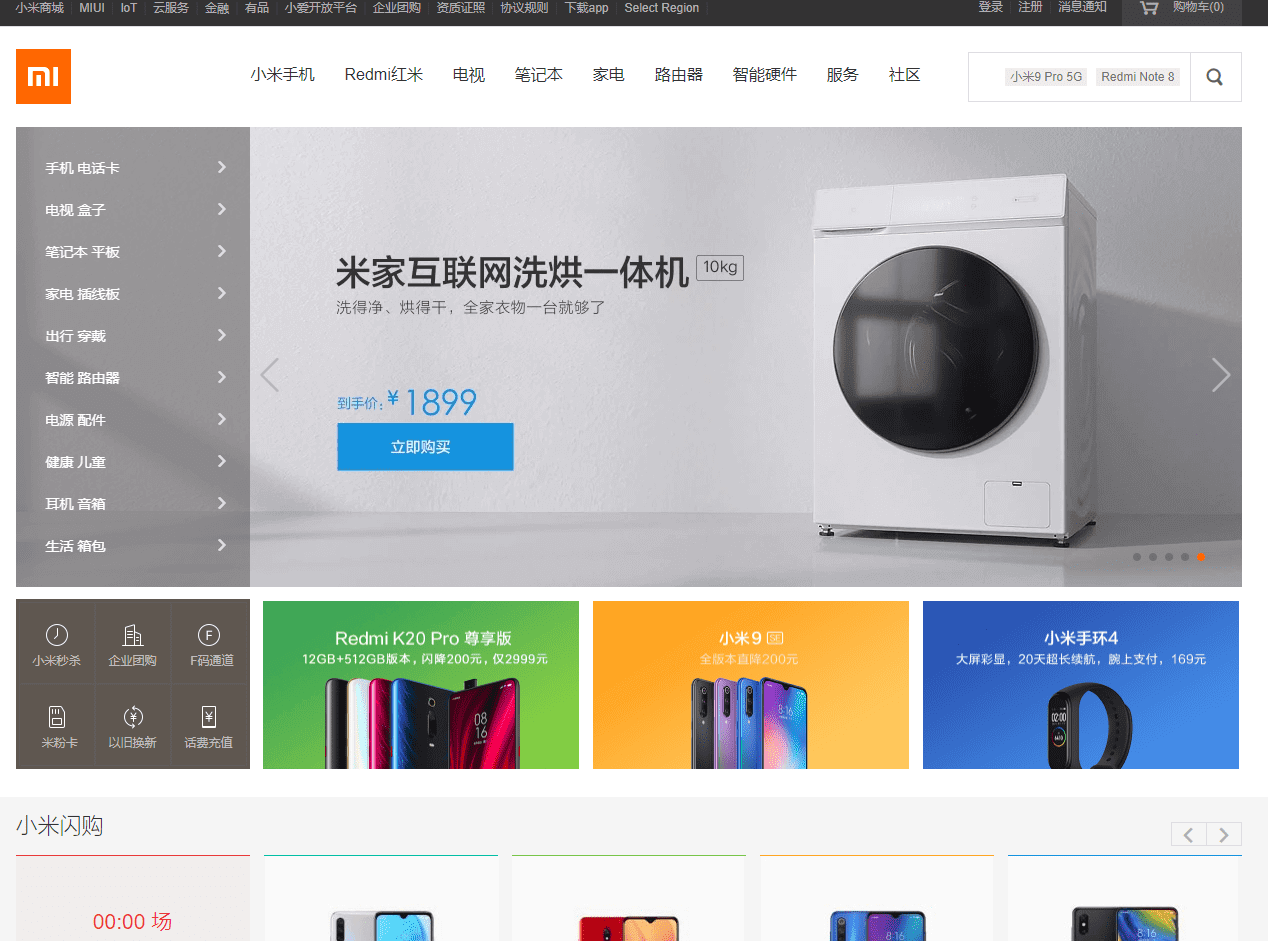 小米商城 MIUI IoT 云服务 金融 有品 小爱开放平台 企业团购 资质证照 协议规则 下载app Select Region 登录 注册 消息通知 购物车(0)
mi 小米手机 Redmi红米 电视 笔记本 家电 路由器 智能硬件 服务 社区 小米9 Pro 5G Redmi Note 8
手机 电话卡
电视 盒子
笔记本 平板
家电 插线板
出行 穿戴
智能 路由器
电源 配件
健康 儿童
耳机 音箱
生活 箱包
米家互联网洗烘一体机 10kg
洗得净、烘得干，全家衣物一台就够了
到手价：¥1899
立即购买
小米秒杀 企业团购 F码通道
米粉卡 以旧换新 话费充值
Redmi K20 Pro 尊享版
12GB+512GB版本，闪降200元，仅2999元
08
16
小米9 SE
全版本直降200元
8:16
小米手环4
大屏彩显，20天超长续航，腕上支付，169元
02:00
小米闪购
00:00 场
8:16
8:16